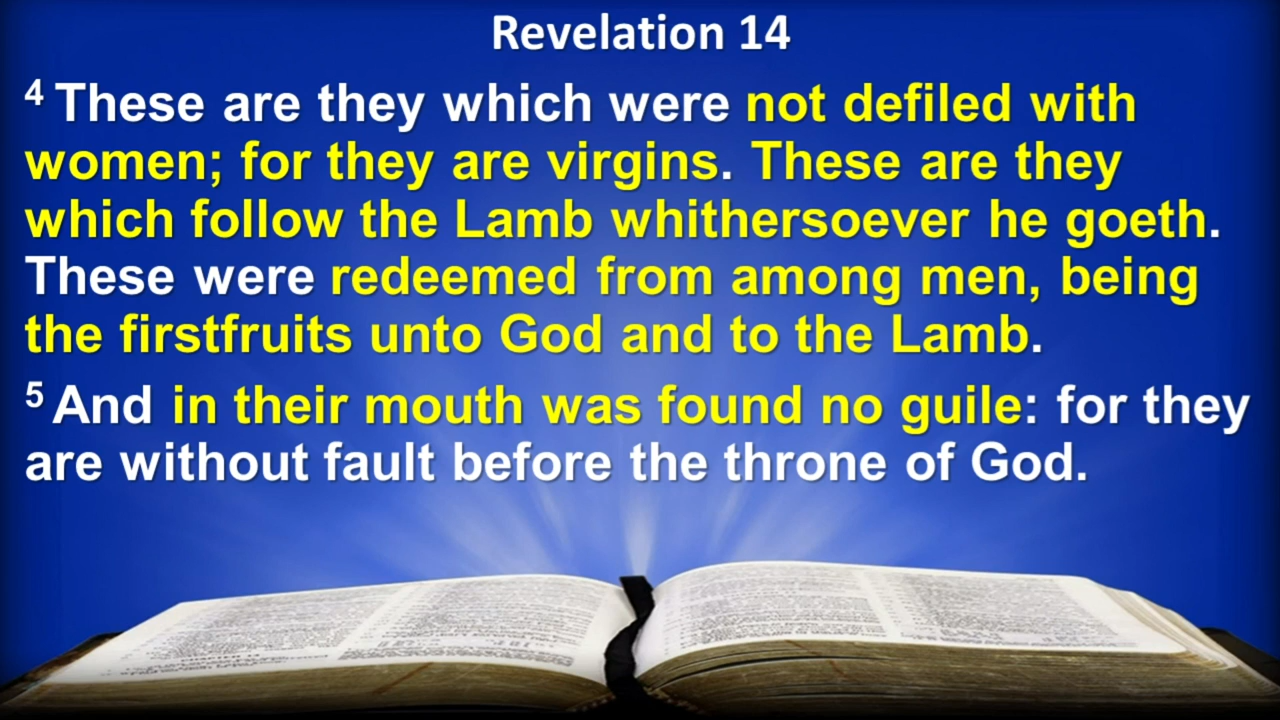 Revelation 14
4 These are they which were not defiled with
women; for they are virgins. These are they
which follow the Lamb whithersoever he goeth.
These were redeemed from among men, being
the firstfruits unto God and to the Lamb.
5 And in their mouth was found no guile: for they
are without fault before the throne of God.